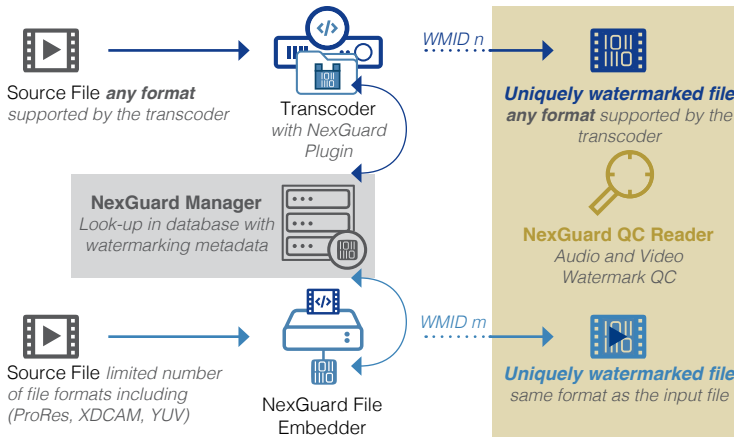 WMID n
Source File any format
supported by the transcoder
Transcoder
with NexGuard
Plugin
Uniquely watermarked file
any format supported by the
transcoder
NexGuard Manager
Look-up in database with
watermarking metadata
NexGuard QC Reader
Audio and Video
Watermark QC
WMID m
Source File limited number
of file formats including
(ProRes, XDCAM, YUV)
NexGuard File
Embedder
Uniquely watermarked file
same format as the input file